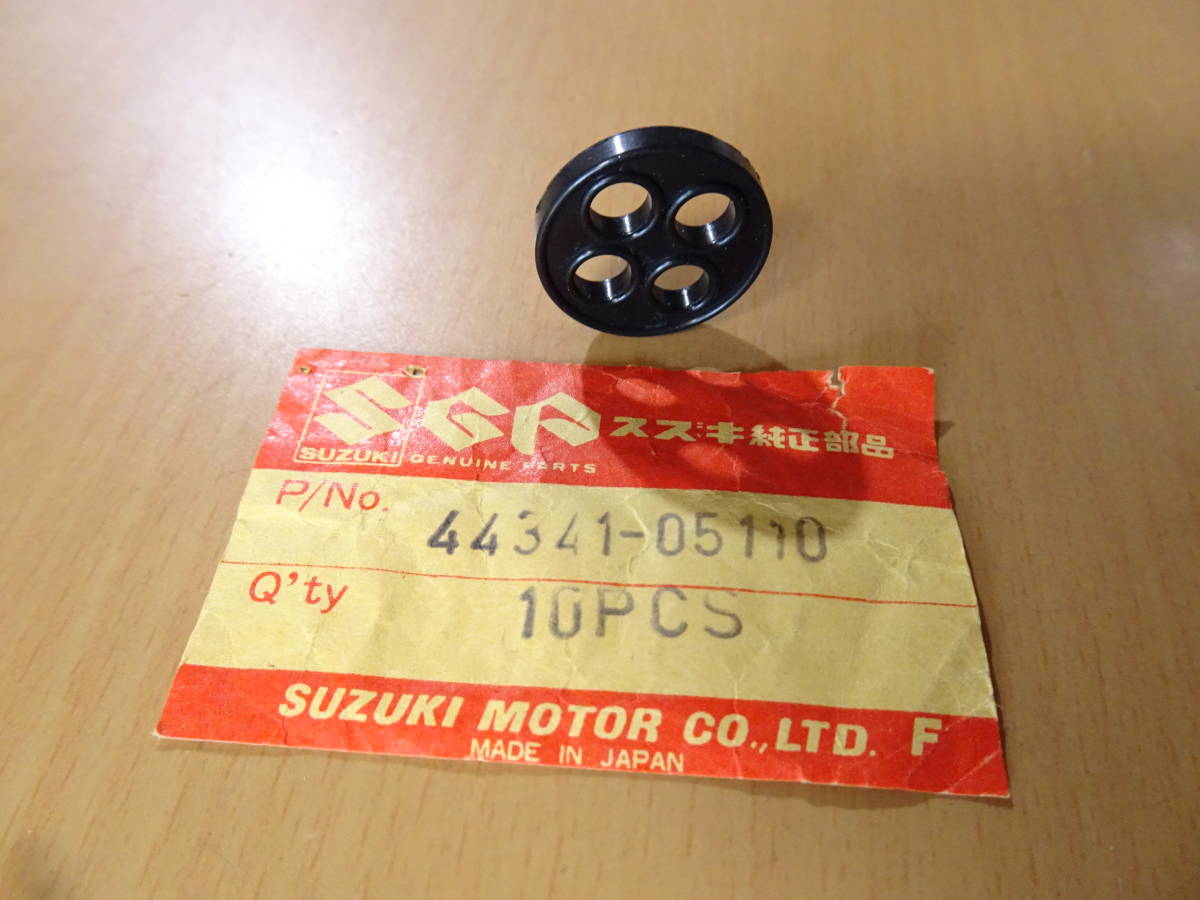 SGP スズキ純正部品
SUZUKI GENUINE PARTS
P/No. 44341-05110
Q'ty 10PCS
SUZUKI MOTOR CO., LTD. F
MADE IN JAPAN